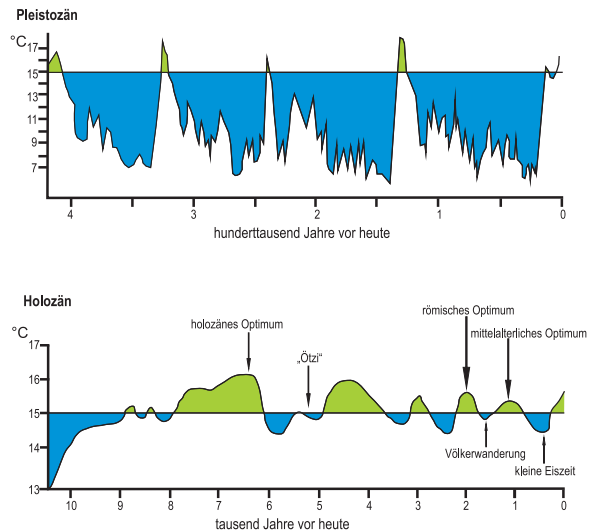 Pleistozän
°C
17
15
13
11
9
7
4
3
2
1
0
hunderttausend Jahre vor heute
Holozän
°C
17
16
15
14
13
holozänes Optimum
„Ötzi“
römisches Optimum
mittelalterliches Optimum
Völkerwanderung
kleine Eiszeit
10
9
8
7
6
5
4
3
2
1
0
tausend Jahre vor heute